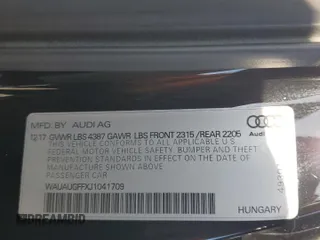 MFD. BY AUDI AG
12/17 GVWR LBS 4387 GAWR LBS FRONT 2315 /REAR 2205
THIS VEHICLE CONFORMS TO ALL APPLICABLE U.S
FEDERAL MOTOR VEHICLE SAFETY, BUMPER, AND THEFT
PREVENTION STANDARDS IN EFFECT ON THE DATE OF
MANUFACTURE SHOWN ABOVE.
PASSENGER CAR
WAUAUGFFXJ1041709
HUNGARY
Audi